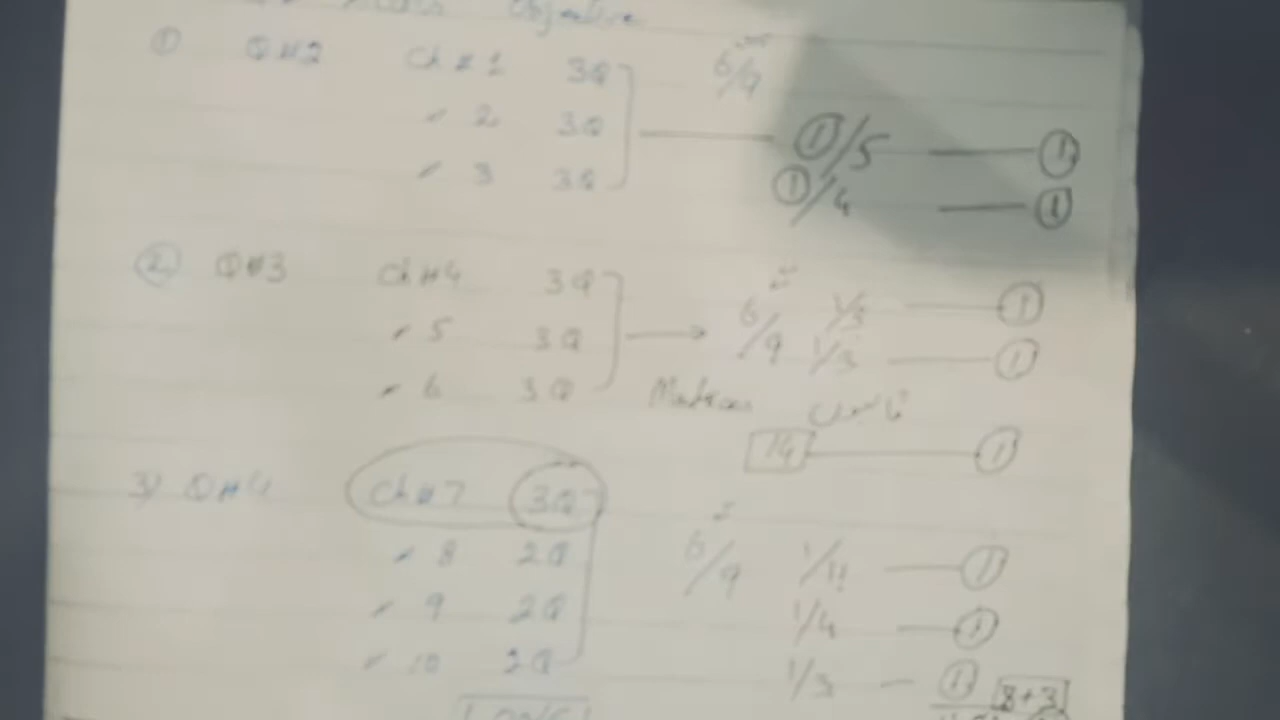 Objective
① Q#2 Ch # 1 3Q 6/9
〃 2 3Q ①/5 ①
〃 3 3Q ①/4 ①
② Q#3 Ch#4 3Q 6/9 1/5 ①
〃 5 3Q 1/3 ①
〃 6 3Q
14 ①
3) Q#4 Ch#7 3Q
〃 8 2Q 6/9 1/11 ①
〃 9 2Q 1/4 ①
〃 10 2Q 1/3 ① 8+3